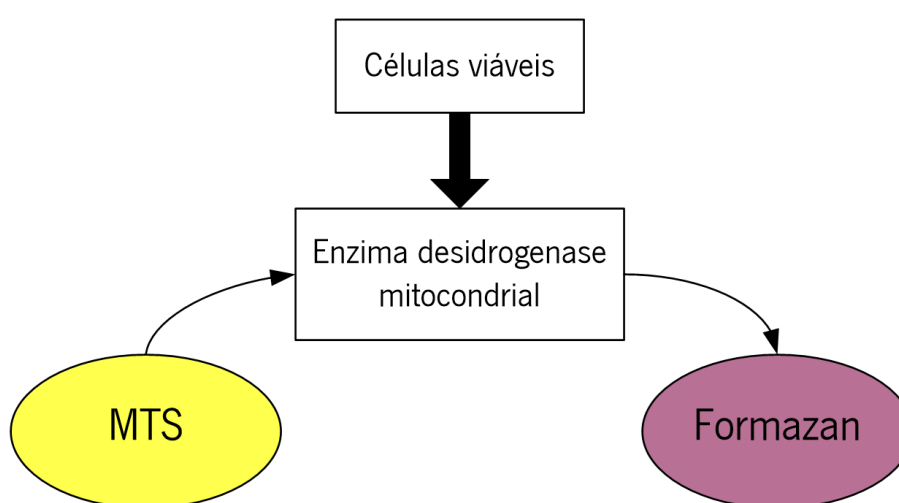 Células viáveis
Enzima desidrogenase
mitocondrial
MTS
Formazan